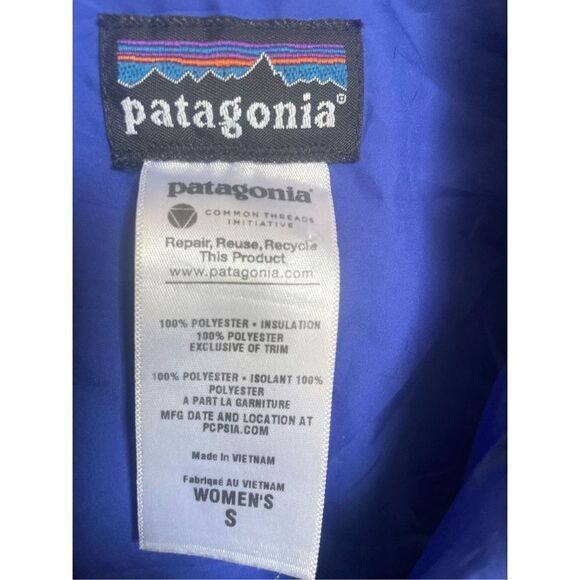 patagonia®
patagonia®
COMMON THREADS
INITIATIVE
Repair, Reuse, Recycle
This Product
www.patagonia.com
100% POLYESTER • INSULATION
100% POLYESTER
EXCLUSIVE OF TRIM
100% POLYESTER • ISOLANT 100%
POLYESTER
A PART LA GARNITURE
MFG DATE AND LOCATION AT
PCPSIA.COM
Made in VIETNAM
Fabriqué AU VIETNAM
WOMEN'S
S